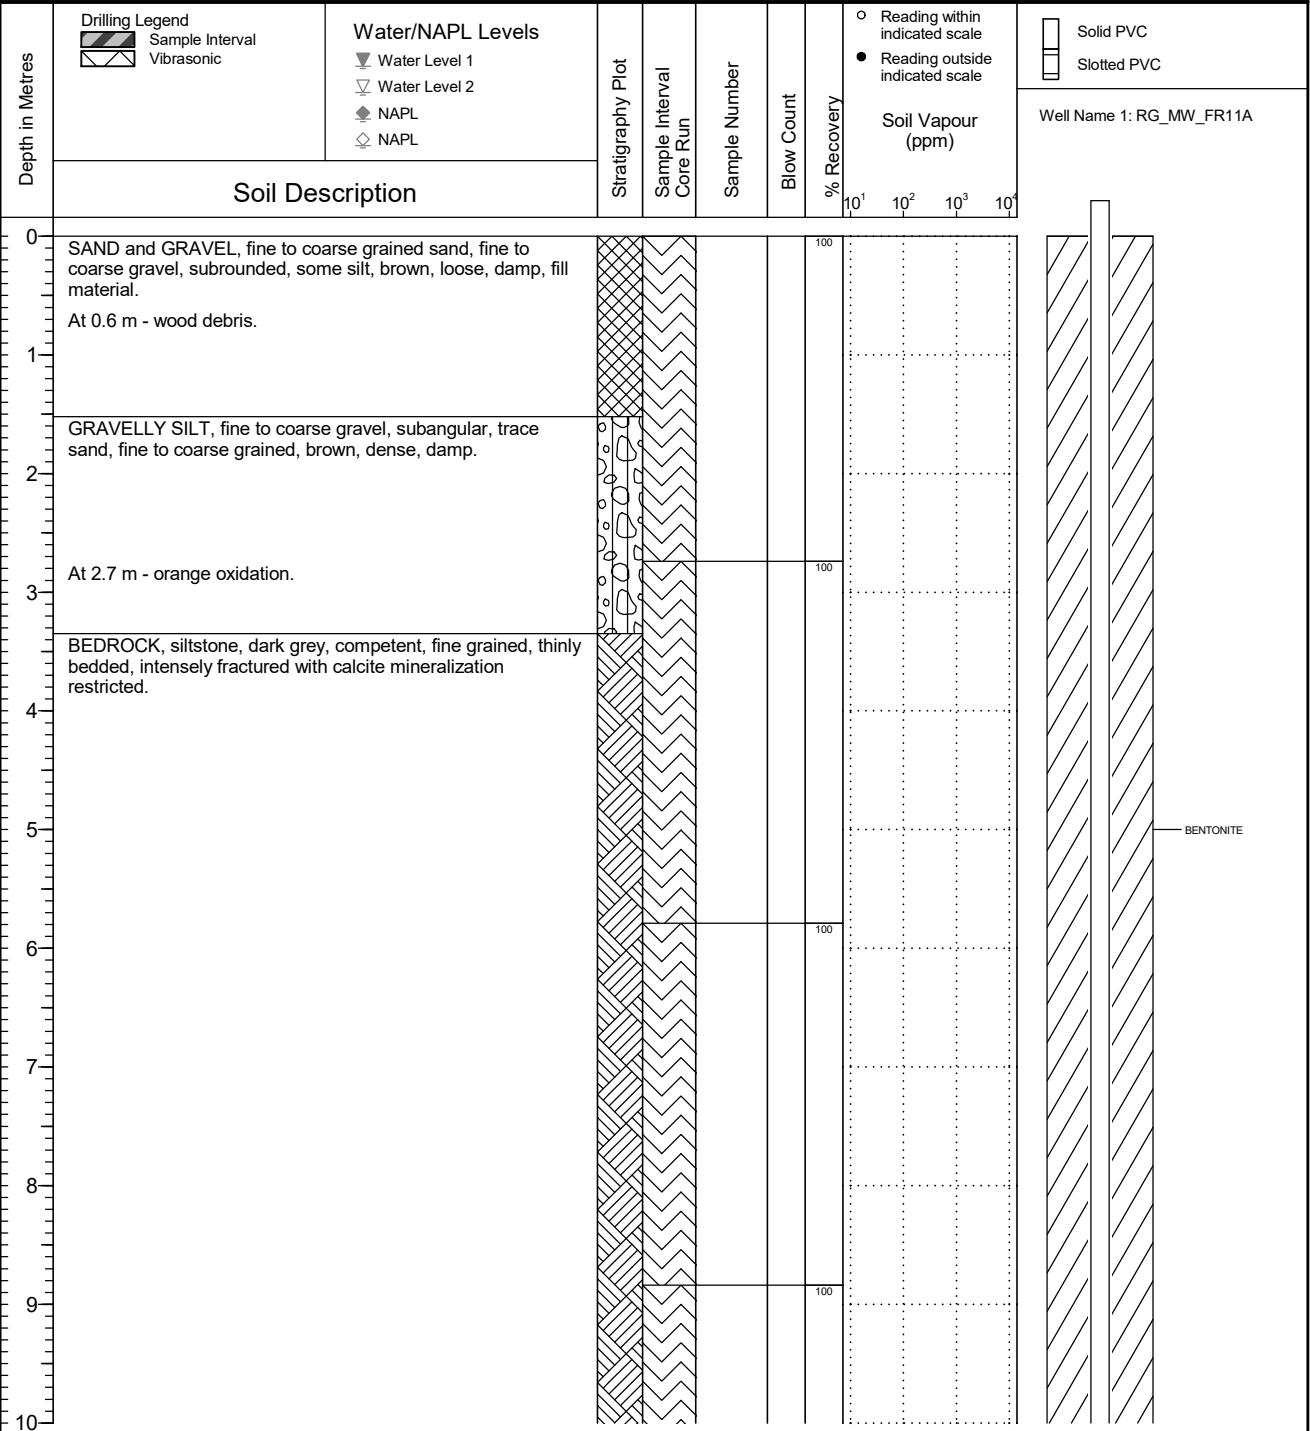 Drilling Legend
Sample Interval
Vibrasonic
Water/NAPL Levels
Water Level 1
Water Level 2
NAPL
NAPL
Depth in Metres
Soil Description
Stratigraphy Plot
Sample Interval
Core Run
Sample Number
Blow Count
% Recovery
Reading within
indicated scale
Reading outside
indicated scale
Soil Vapour
(ppm)
10¹ 10² 10³ 10⁴
Solid PVC
Slotted PVC
Well Name 1: RG_MW_FR11A
0
SAND and GRAVEL, fine to coarse grained sand, fine to
coarse gravel, subrounded, some silt, brown, loose, damp, fill
material.
At 0.6 m - wood debris.
100
1
GRAVELLY SILT, fine to coarse gravel, subangular, trace
sand, fine to coarse grained, brown, dense, damp.
2
At 2.7 m - orange oxidation.
100
3
BEDROCK, siltstone, dark grey, competent, fine grained, thinly
bedded, intensely fractured with calcite mineralization
restricted.
4
5
BENTONITE
100
6
7
8
100
9
10